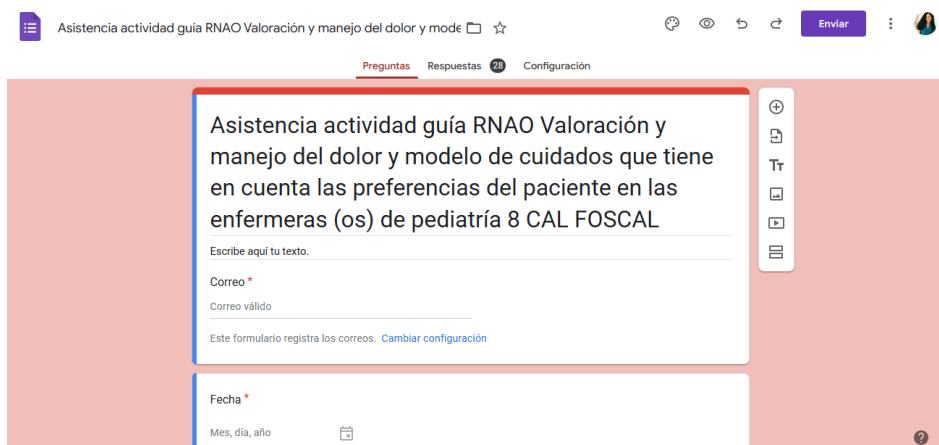 Asistencia actividad guía RNAO Valoración y manejo del dolor y mode
Enviar
Preguntas Respuestas 28 Configuración
Asistencia actividad guía RNAO Valoración y
manejo del dolor y modelo de cuidados que tiene
en cuenta las preferencias del paciente en las
enfermeras (os) de pediatría 8 CAL FOSCAL
Escribe aquí tu texto.
Correo *
Correo válido
Este formulario registra los correos. Cambiar configuración
Fecha *
Mes, día, año